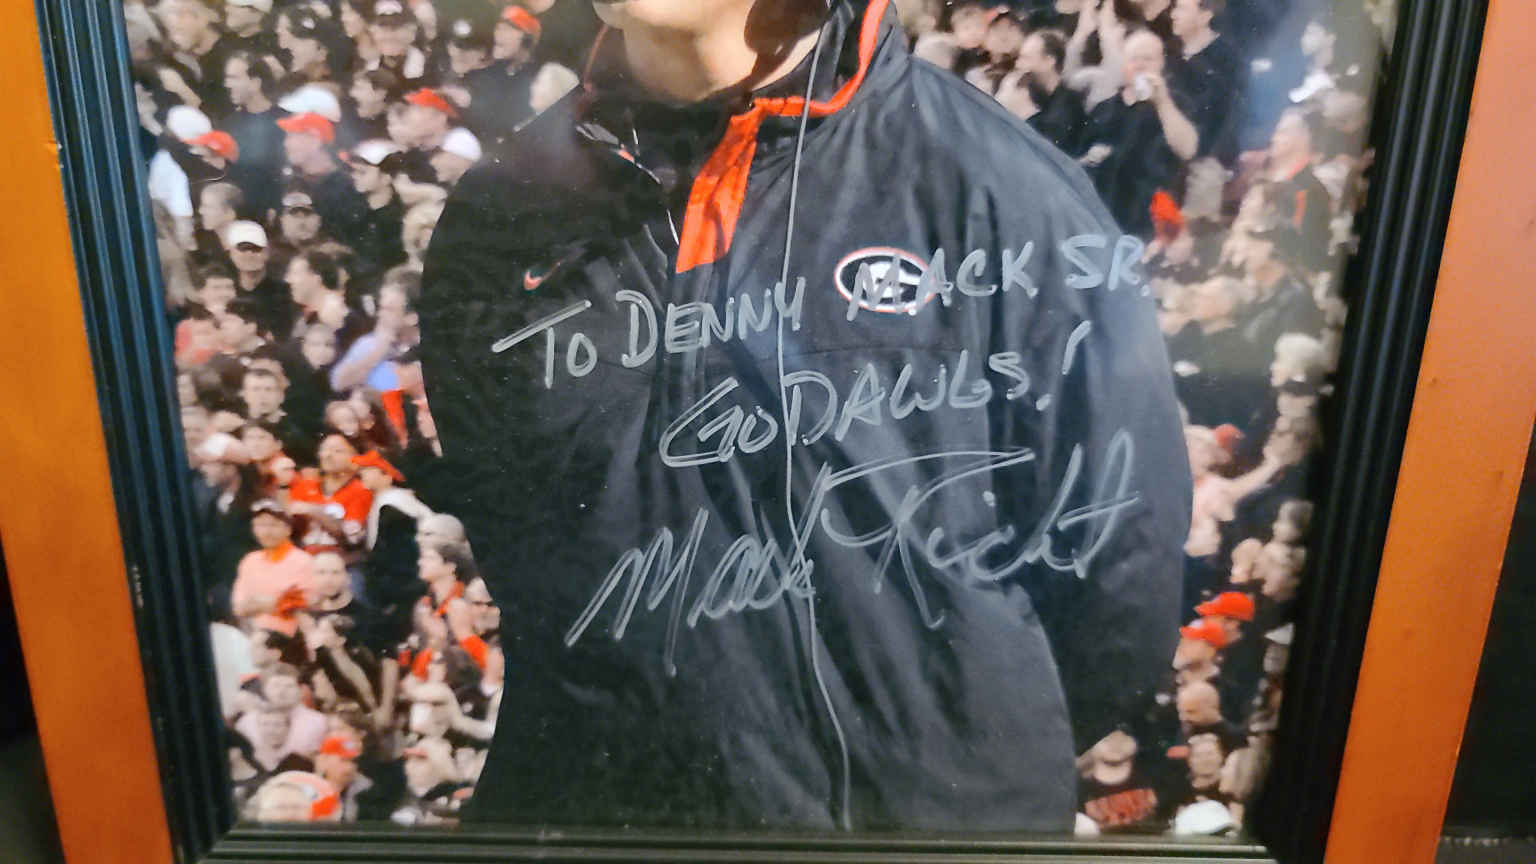 TO DENNY MACK SR.
GO DAWGS!
Mark Richt